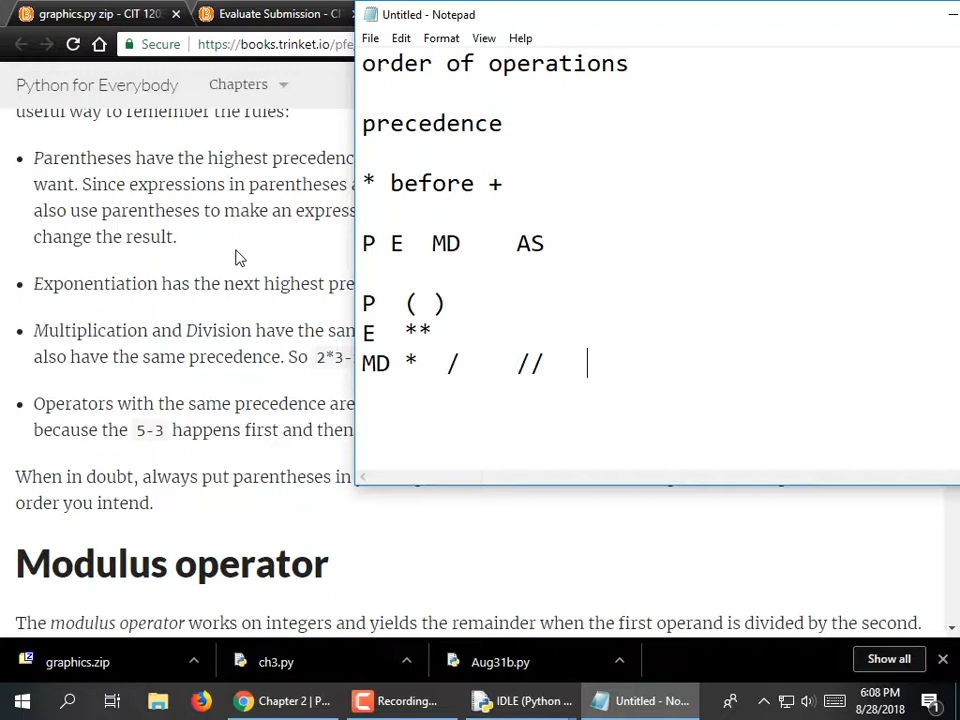 graphics.py zip - CIT 120
Evaluate Submission - C
Untitled - Notepad
Secure
https://books.trinket.io/pfe
File Edit Format View Help
Python for Everybody
Chapters
order of operations
precedence
* before +
P E MD AS
P ( )
E **
MD * / //
useful way to remember the rules:
Parentheses have the highest precedenc
want. Since expressions in parentheses
also use parentheses to make an express
change the result.
Exponentiation has the next highest pre
Multiplication and Division have the sam
also have the same precedence. So 2*3-
Operators with the same precedence are
because the 5-3 happens first and then
When in doubt, always put parentheses in
order you intend.
Modulus operator
The modulus operator works on integers and yields the remainder when the first operand is divided by the second.
graphics.zip
ch3.py
Aug31b.py
Show all
Chapter 2 | P...
Recording...
IDLE (Python ...
Untitled - No...
6:08 PM
8/28/2018
1